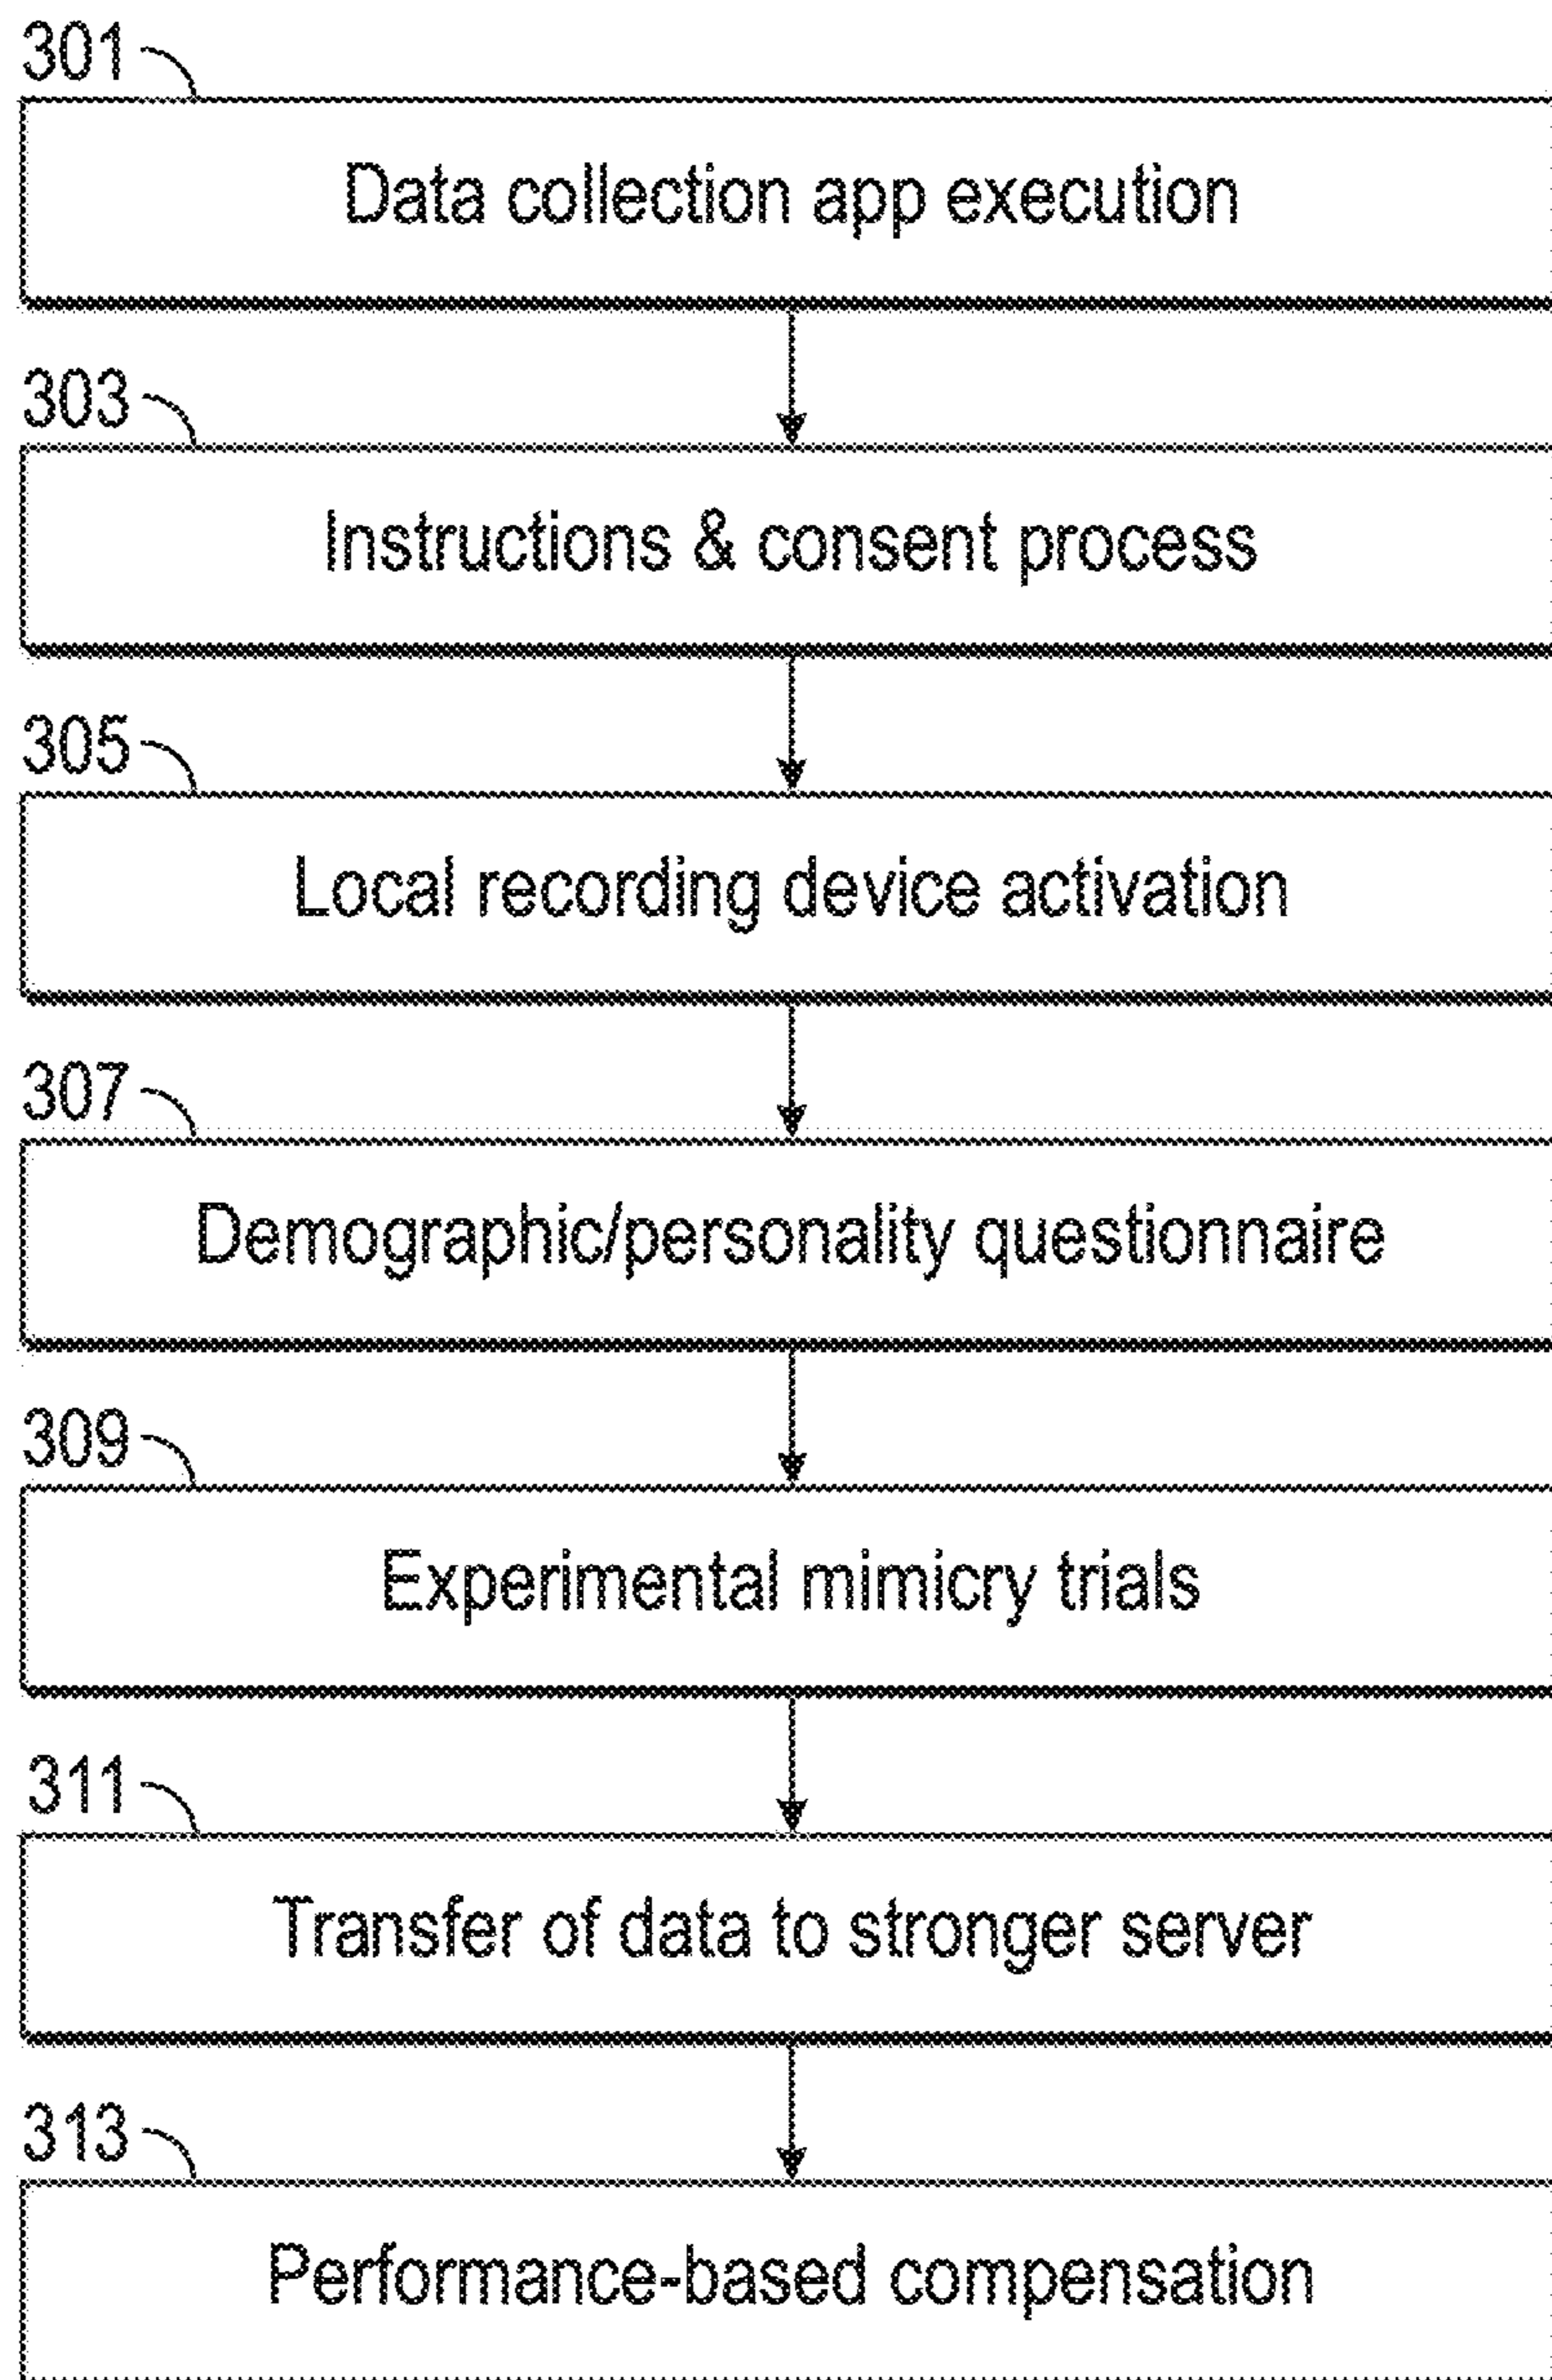 301
Data collection app execution
303
Instructions & consent process
305
Local recording device activation
307
Demographic/personality questionnaire
309
Experimental mimicry trials
311
Transfer of data to stronger server
313
Performance-based compensation